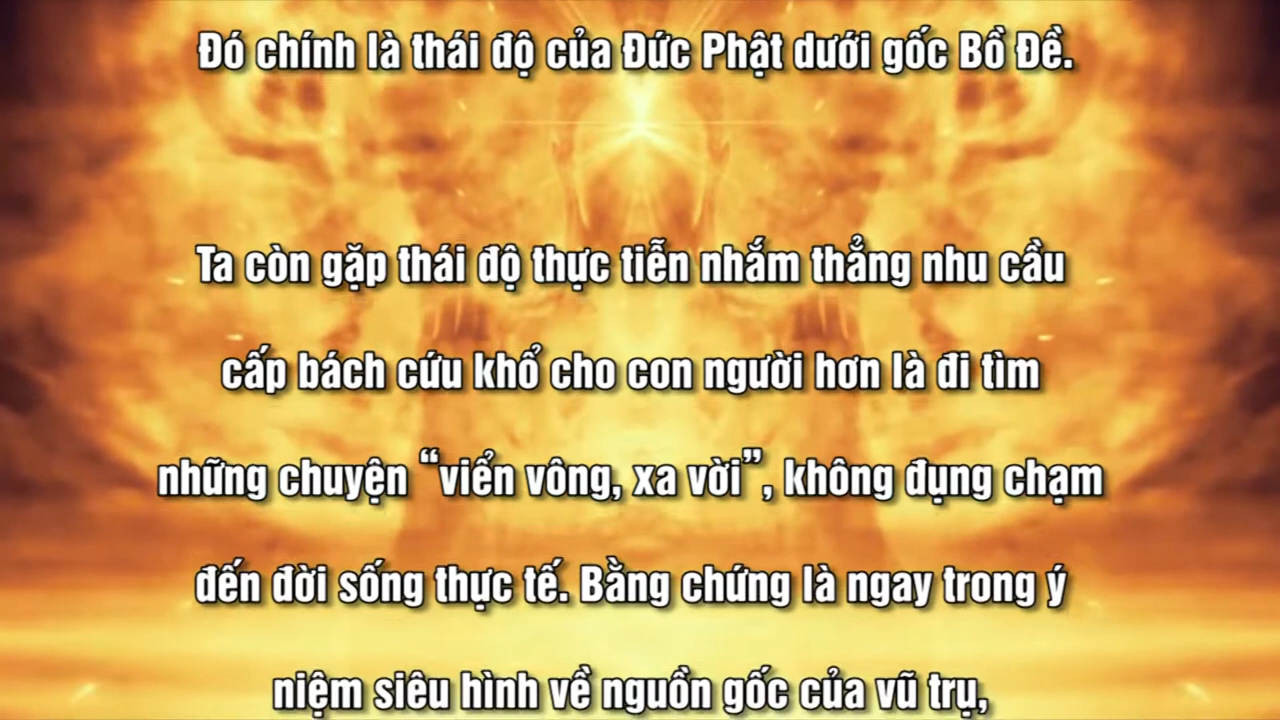 Đó chính là thái độ của Đức Phật dưới gốc Bồ Đề.
Ta còn gặp thái độ thực tiễn nhắm thẳng nhu cầu
cấp bách cứu khổ cho con người hơn là đi tìm
những chuyện “viển vông, xa vời”, không đụng chạm
đến đời sống thực tế. Bằng chứng là ngay trong ý
niệm siêu hình về nguồn gốc của vũ trụ,